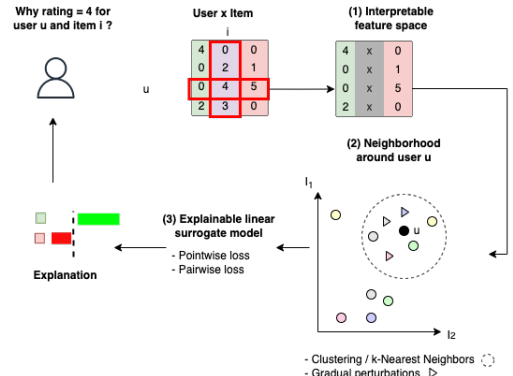 Why rating = 4 for
user u and item i ?
User x Item
i
u
4 0 0
0 2 1
0 4 5
2 3 0
(1) Interpretable
feature space
4 x 0
0 x 1
0 x 5
2 x 0
(2) Neighborhood
around user u
I1
u
I2
- Clustering / k-Nearest Neighbors
- Gradual perturbations
(3) Explainable linear
surrogate model
- Pointwise loss
- Pairwise loss
Explanation